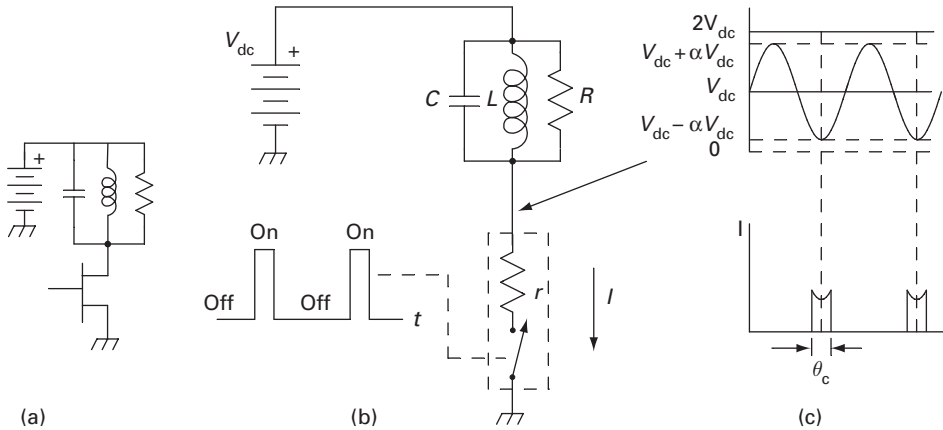 +
(a)
V_dc
+
C
L
R
On
On
Off
Off
t
r
I
(b)
2V_dc
V_dc + αV_dc
V_dc
V_dc − αV_dc
0
I
θ_c
(c)